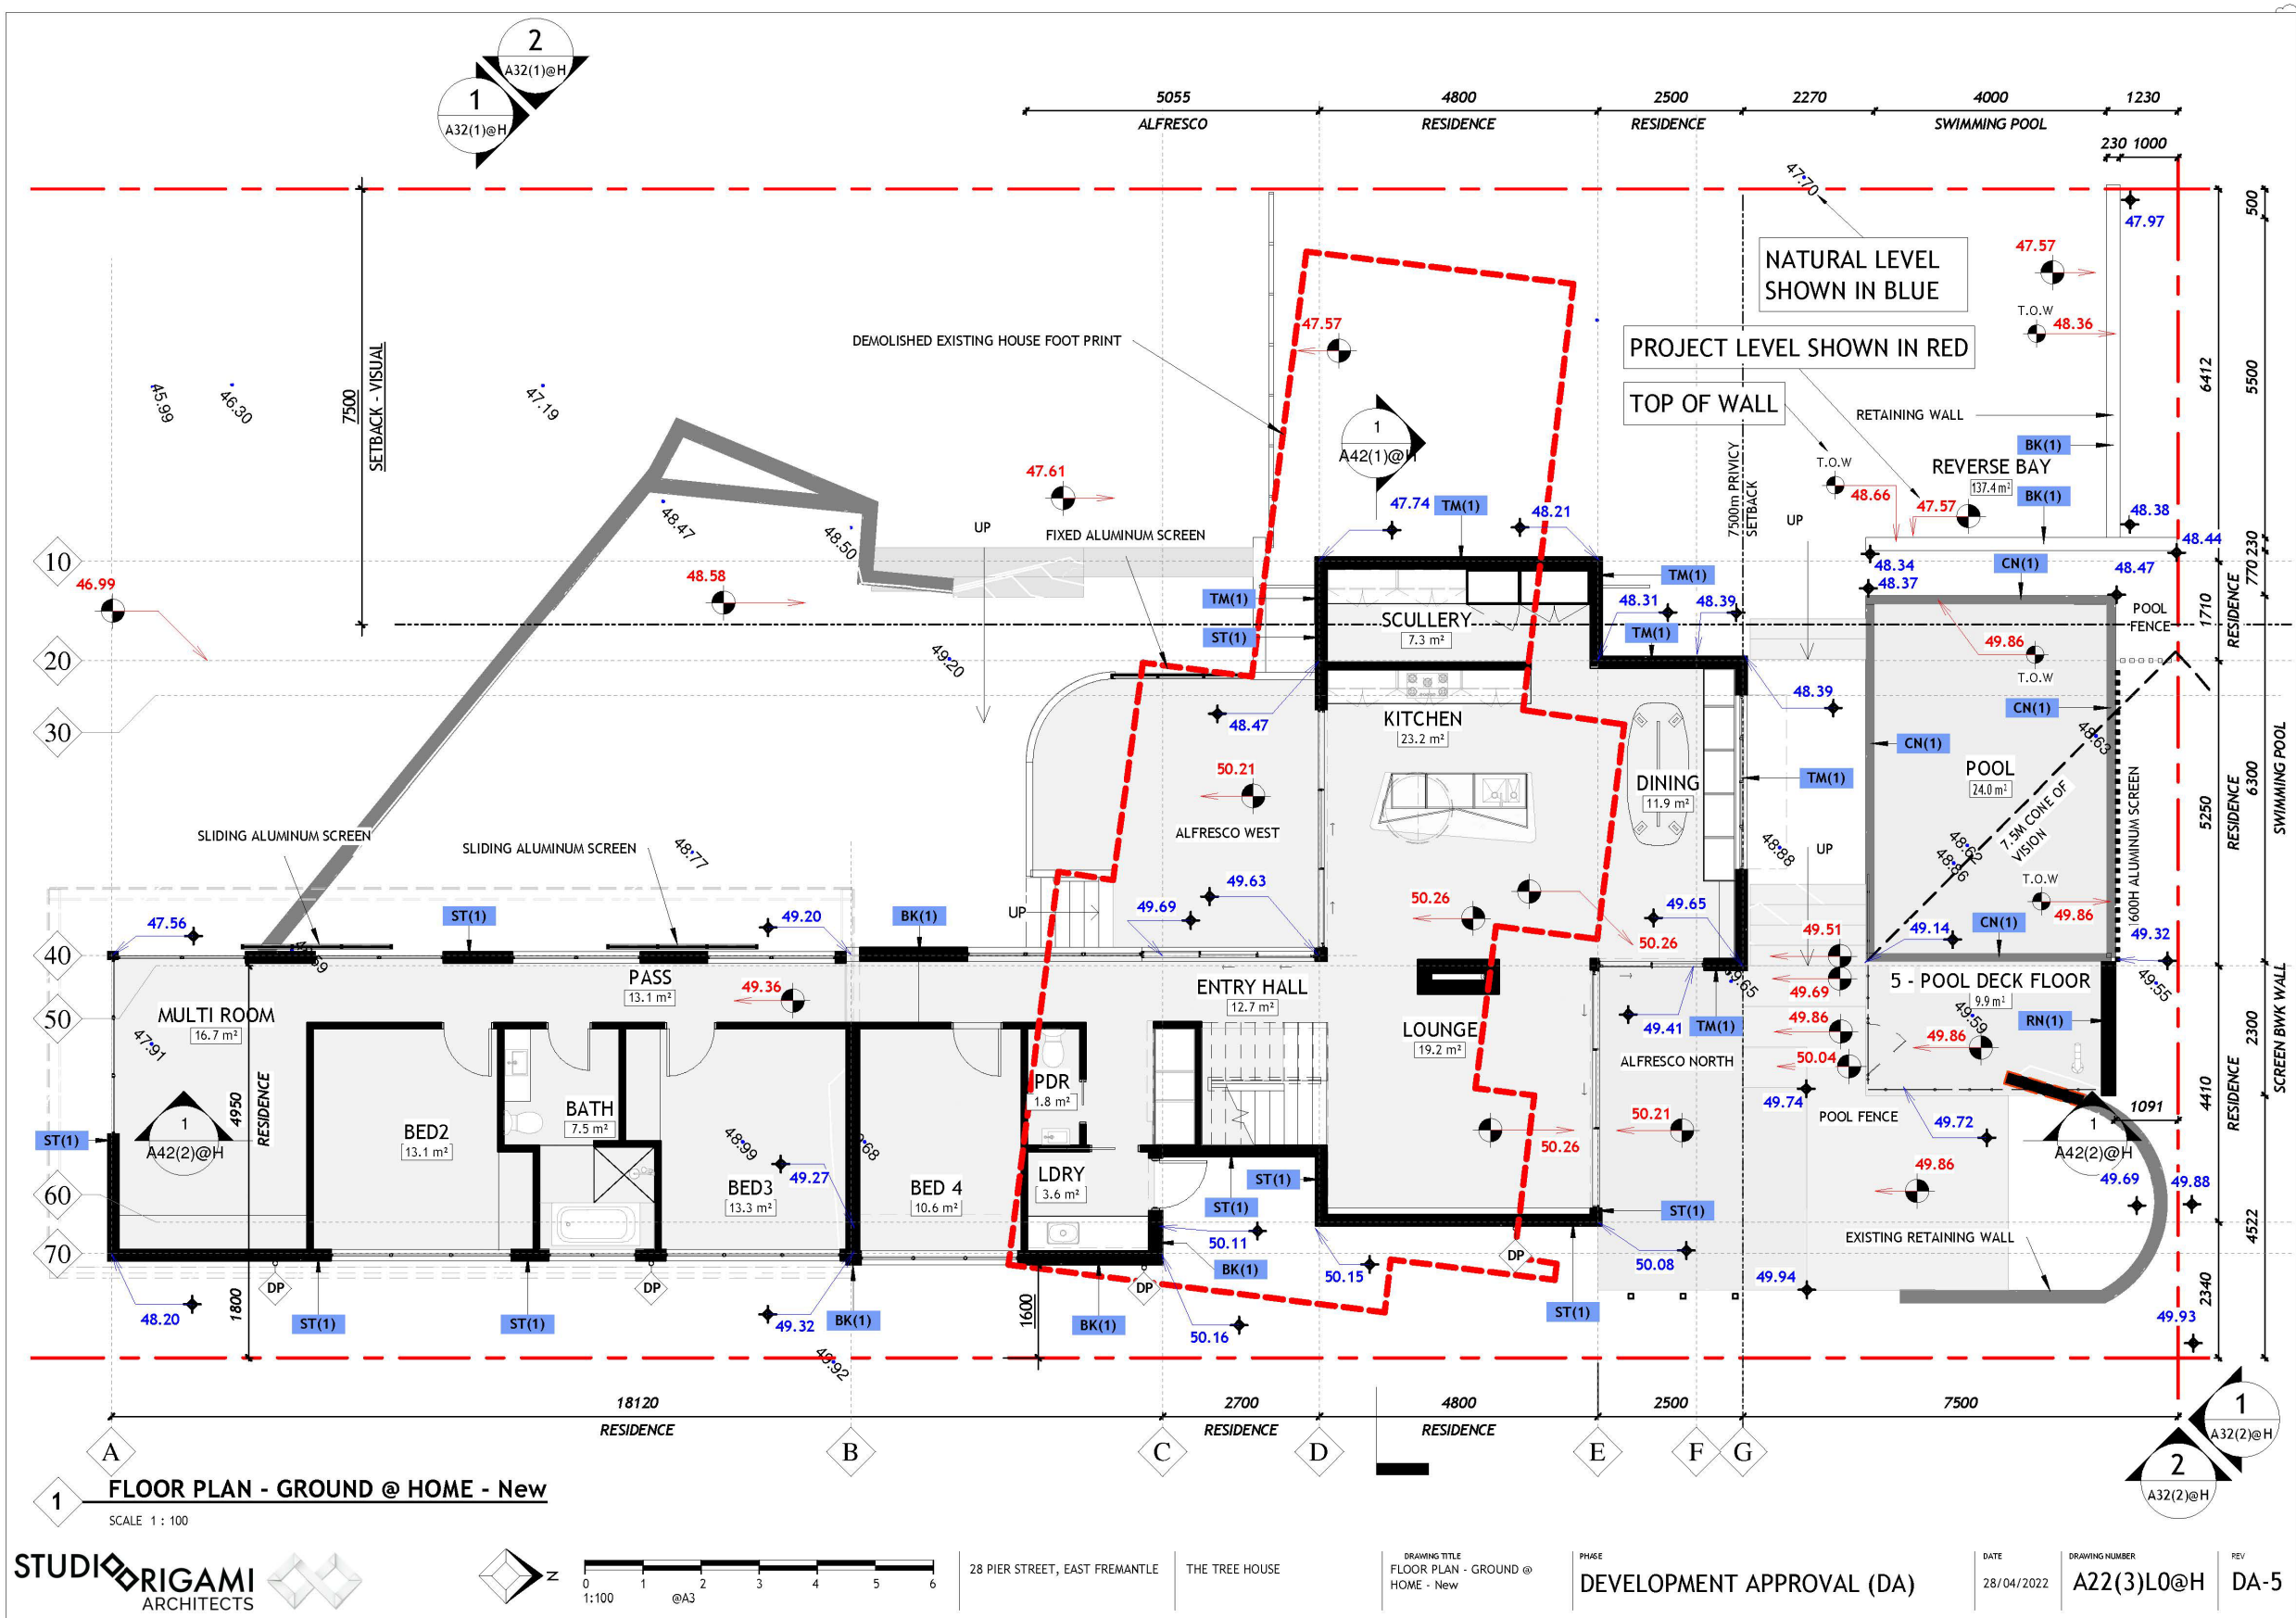 2
A32(1)@H
1
A32(1)@H
5055
4800
2500
2270
4000
1230
ALFRESCO
RESIDENCE
RESIDENCE
SWIMMING POOL
230 1000
47.70
47.97
500
NATURAL LEVEL
SHOWN IN BLUE
47.57
T.O.W
48.36
47.57
DEMOLISHED EXISTING HOUSE FOOT PRINT
PROJECT LEVEL SHOWN IN RED
TOP OF WALL
RETAINING WALL
BK(1)
6412
5500
7500
SETBACK - VISUAL
45.99
46.30
47.19
1
A42(1)@H
7500m PRIVICY
SETBACK
T.O.W
REVERSE BAY
137.4 m²
BK(1)
48.66
47.57
48.38
47.61
47.74
TM(1)
48.21
UP
UP
48.47
48.50
FIXED ALUMINUM SCREEN
48.44
10
46.99
48.58
48.34
48.37
CN(1)
48.47
230
770
TM(1)
TM(1)
48.31
48.39
SCULLERY
7.3 m²
ST(1)
TM(1)
POOL
FENCE
1710
RESIDENCE
20
49.20
49.86
T.O.W
48.39
48.47
KITCHEN
23.2 m²
30
CN(1)
CN(1)
48.63
50.21
DINING
11.9 m²
TM(1)
POOL
24.0 m²
7.5M CONE OF
VISION
1600H ALUMINUM SCREEN
5250
RESIDENCE
6300
SWIMMING POOL
ALFRESCO WEST
SLIDING ALUMINUM SCREEN
SLIDING ALUMINUM SCREEN
48.77
48.88
UP
48.62
48.86
T.O.W
49.86
49.63
50.26
49.65
47.56
ST(1)
49.20
BK(1)
UP
49.69
50.26
49.51
49.14
CN(1)
49.32
40
PASS
13.1 m²
49.36
ENTRY HALL
12.7 m²
49.65
49.69
5 - POOL DECK FLOOR
9.9 m²
49.55
50
MULTI ROOM
16.7 m²
47.91
LOUNGE
19.2 m²
49.41
TM(1)
49.86
49.59
49.86
RN(1)
2300
SCREEN BWK WALL
ALFRESCO NORTH
50.04
4950
RESIDENCE
PDR
1.8 m²
49.74
POOL FENCE
49.72
1091
4410
RESIDENCE
BATH
7.5 m²
ST(1)
1
A42(2)@H
BED2
13.1 m²
48.99
50.21
50.26
1
A42(2)@H
49.27
LDRY
3.6 m²
ST(1)
49.86
49.69
49.88
60
BED3
13.3 m²
BED 4
10.6 m²
ST(1)
ST(1)
4522
50.11
EXISTING RETAINING WALL
70
BK(1)
50.15
DP
50.08
49.94
DP
DP
DP
1800
1600
2340
48.20
ST(1)
ST(1)
49.32
BK(1)
BK(1)
50.16
ST(1)
49.93
18120
2700
4800
2500
7500
RESIDENCE
RESIDENCE
RESIDENCE
A
B
C
D
E
F
G
1
A32(2)@H
2
A32(2)@H
1
FLOOR PLAN - GROUND @ HOME - New
SCALE 1 : 100
STUDIO ORIGAMI
ARCHITECTS
N
0 1 2 3 4 5 6
1:100 @A3
28 PIER STREET, EAST FREMANTLE
THE TREE HOUSE
DRAWING TITLE
FLOOR PLAN - GROUND @
HOME - New
PHASE
DEVELOPMENT APPROVAL (DA)
DATE
28/04/2022
DRAWING NUMBER
A22(3)L0@H
REV
DA-5